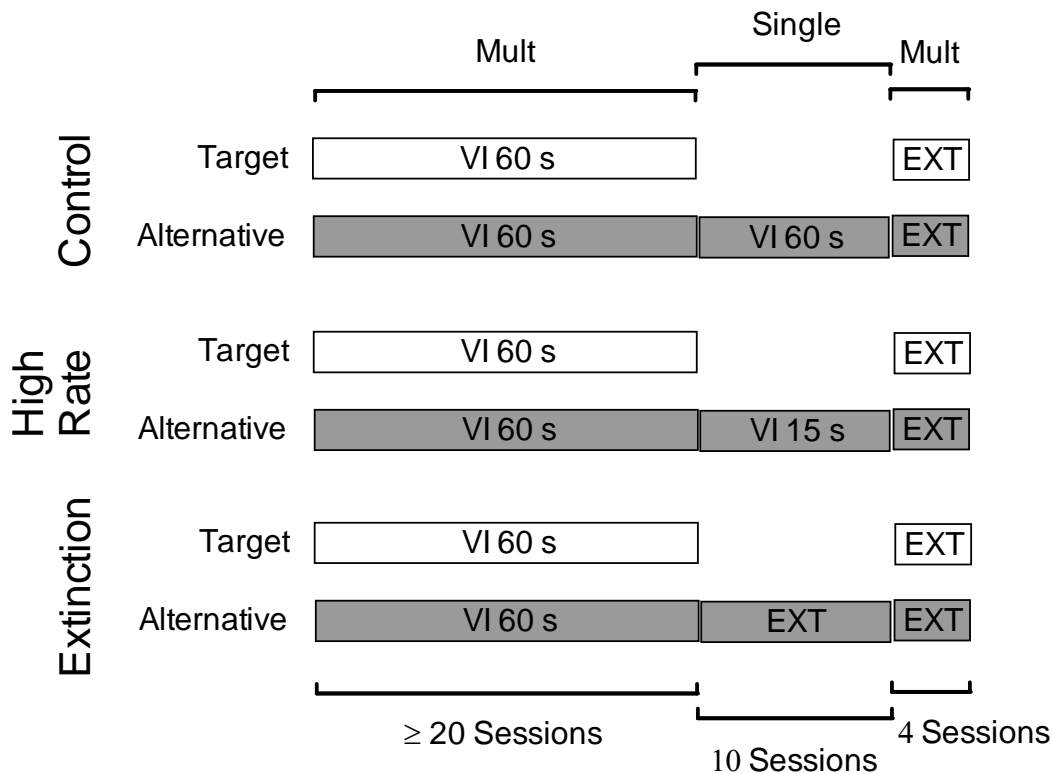 Single
Mult
Mult
Control
Target
VI 60 s
EXT
Alternative
VI 60 s
VI 60 s
EXT
High
Rate
Target
VI 60 s
EXT
Alternative
VI 60 s
VI 15 s
EXT
Extinction
Target
VI 60 s
EXT
Alternative
VI 60 s
EXT
EXT
≥ 20 Sessions
10 Sessions
4 Sessions